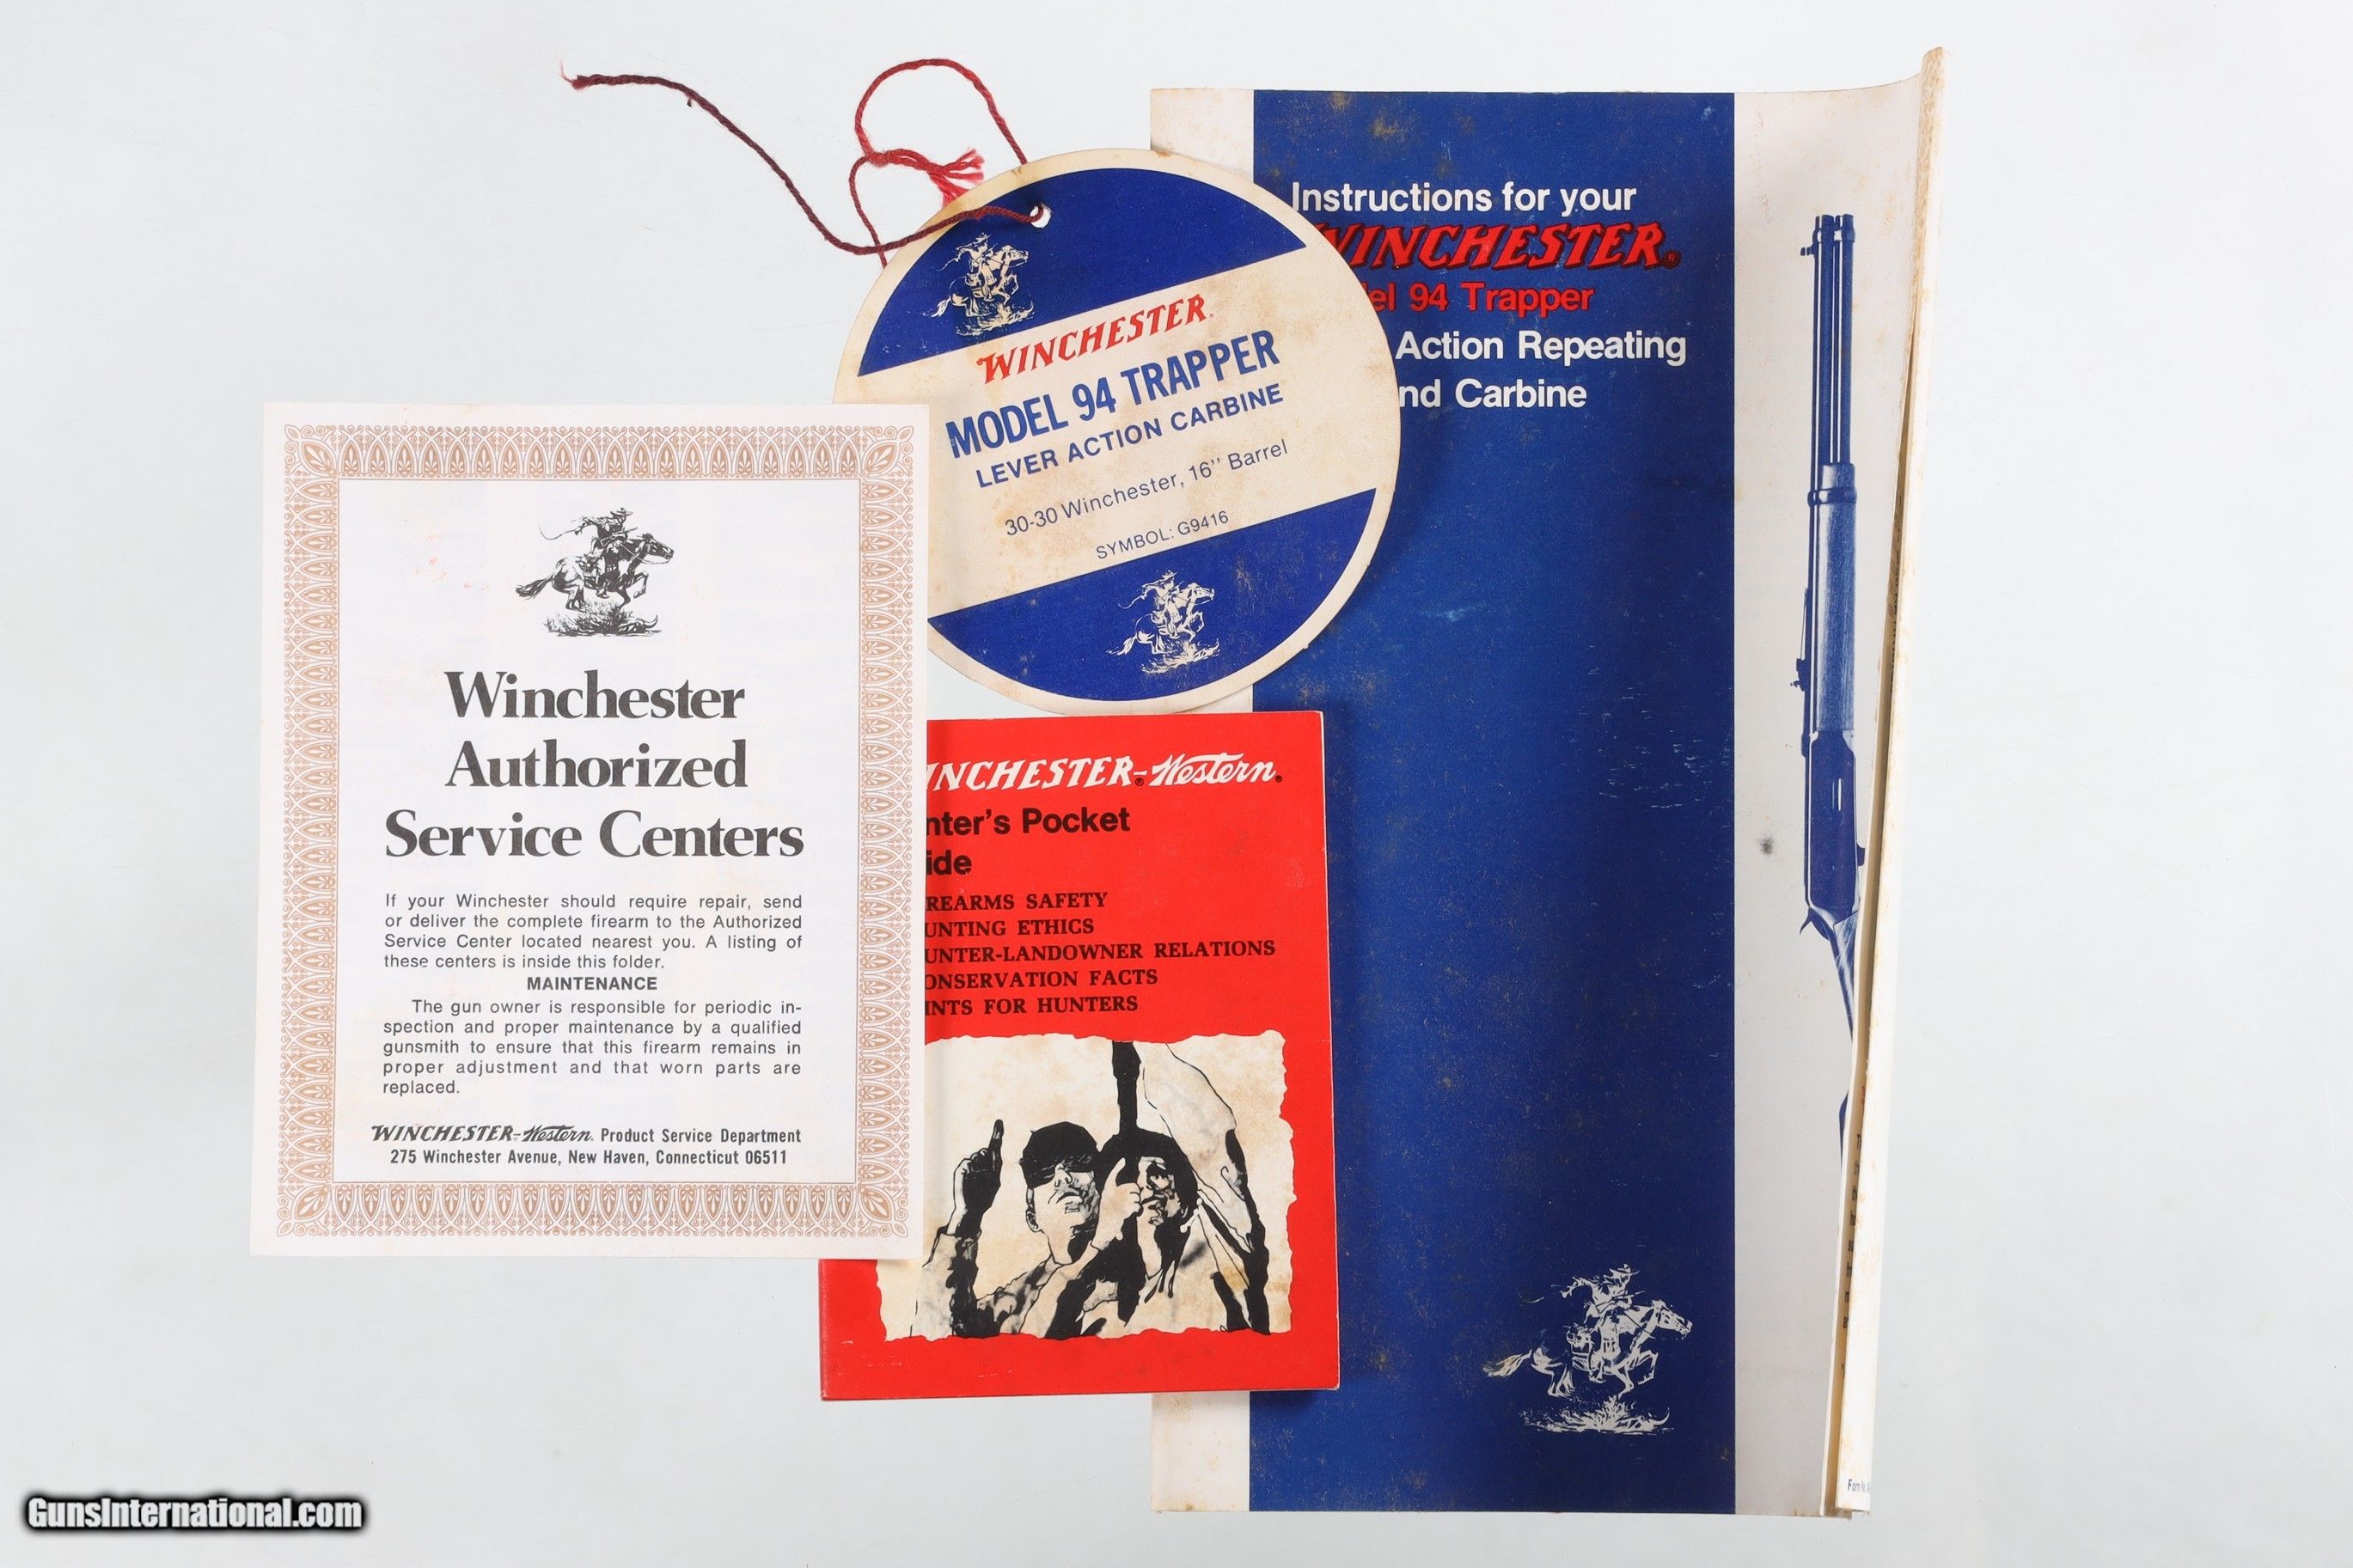 Instructions for your
WINCHESTER®
94 Trapper
Action Repeating
Carbine
WINCHESTER.
MODEL 94 TRAPPER
LEVER ACTION CARBINE
30-30 Winchester, 16" Barrel
SYMBOL: G9416
Winchester
Authorized
Service Centers
If your Winchester should require repair, send
or deliver the complete firearm to the Authorized
Service Center located nearest you. A listing of
these centers is inside this folder.
MAINTENANCE
The gun owner is responsible for periodic in-
spection and proper maintenance by a qualified
gunsmith to ensure that this firearm remains in
proper adjustment and that worn parts are
replaced.
WINCHESTER-Western. Product Service Department
275 Winchester Avenue, New Haven, Connecticut 06511
INCHESTER®-Western®
nter's Pocket
ide
REARMS SAFETY
UNTING ETHICS
UNTER-LANDOWNER RELATIONS
ONSERVATION FACTS
INTS FOR HUNTERS
GunsInternational.com